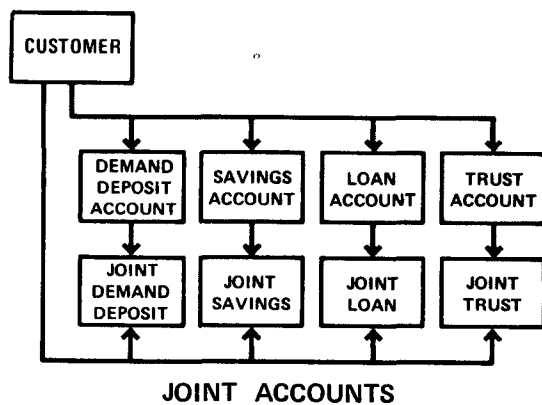 CUSTOMER
DEMAND
DEPOSIT
ACCOUNT
SAVINGS
ACCOUNT
LOAN
ACCOUNT
TRUST
ACCOUNT
JOINT
DEMAND
DEPOSIT
JOINT
SAVINGS
JOINT
LOAN
JOINT
TRUST
JOINT ACCOUNTS